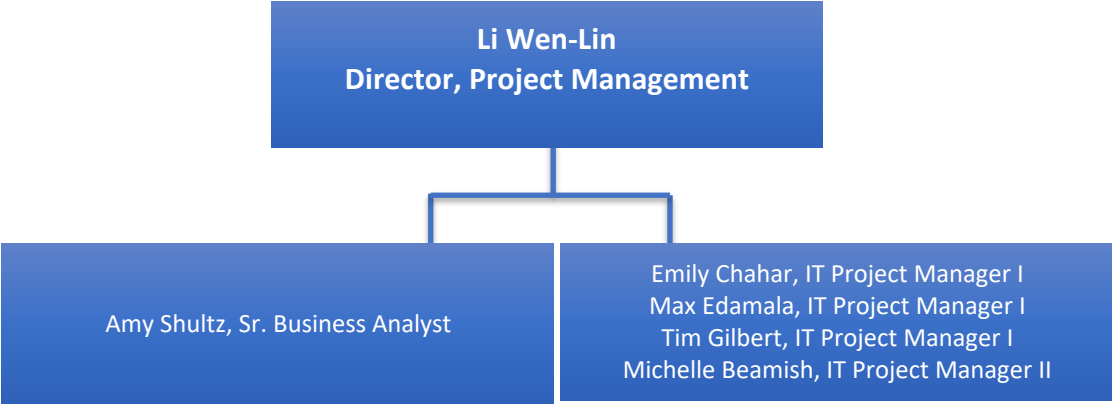 Li Wen-Lin
Director, Project Management
Amy Shultz, Sr. Business Analyst
Emily Chahar, IT Project Manager I
Max Edamala, IT Project Manager I
Tim Gilbert, IT Project Manager I
Michelle Beamish, IT Project Manager II